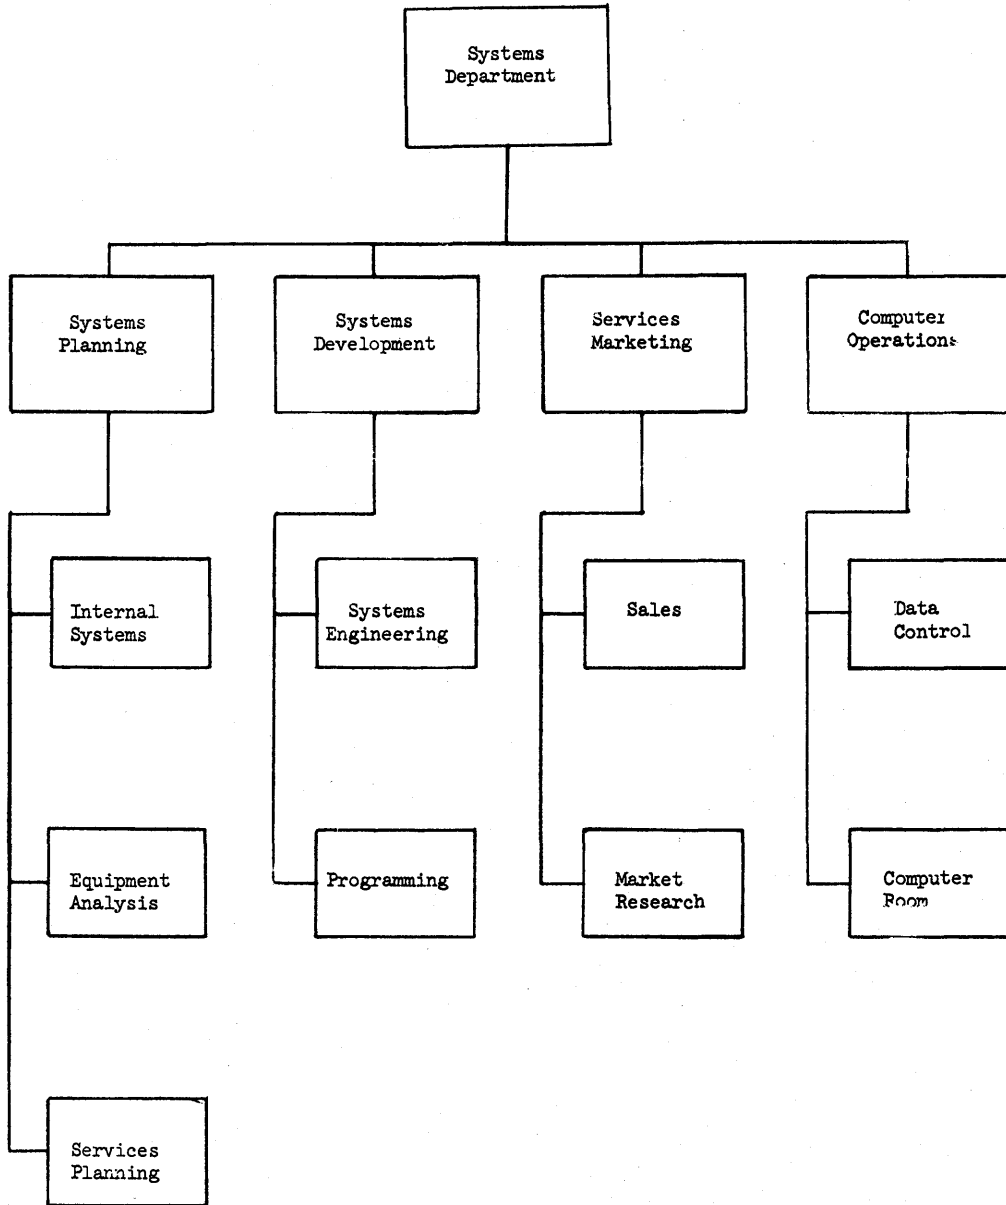 Systems
Department
Systems
Planning
Systems
Development
Services
Marketing
Computer
Operations
Internal
Systems
Systems
Engineering
Sales
Data
Control
Equipment
Analysis
Programming
Market
Research
Computer
Room
Services
Planning